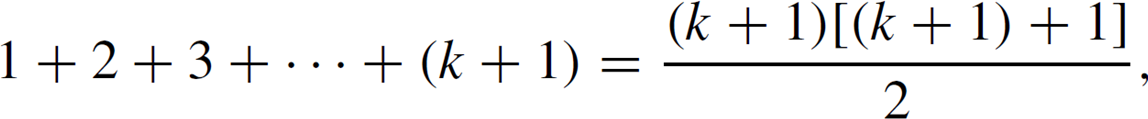 1 + 2 + 3 + · · · + (k + 1) = (k + 1)[(k + 1) + 1] / 2,